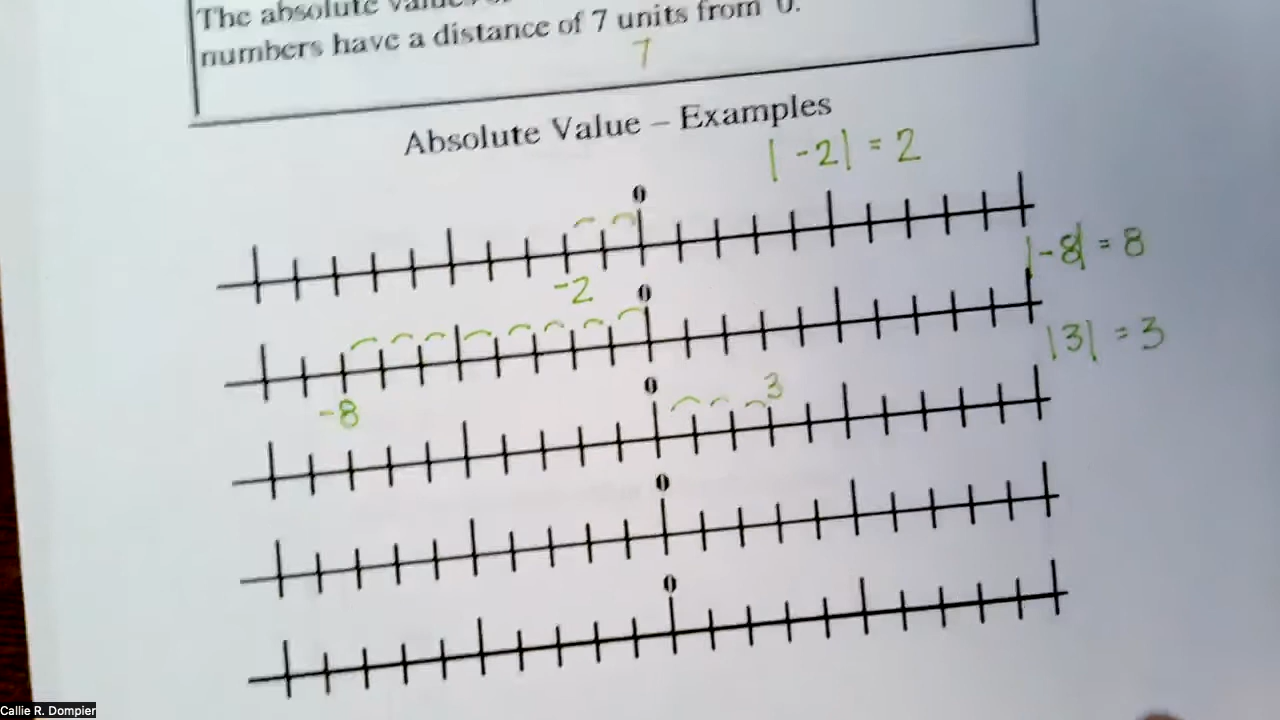 The absolute
numbers have a distance of 7 units from 0.
7
Absolute Value – Examples
|-2| = 2
0
-2
|-8| = 8
0
-8
|3| = 3
0
3
0
0
Callie R. Dompier